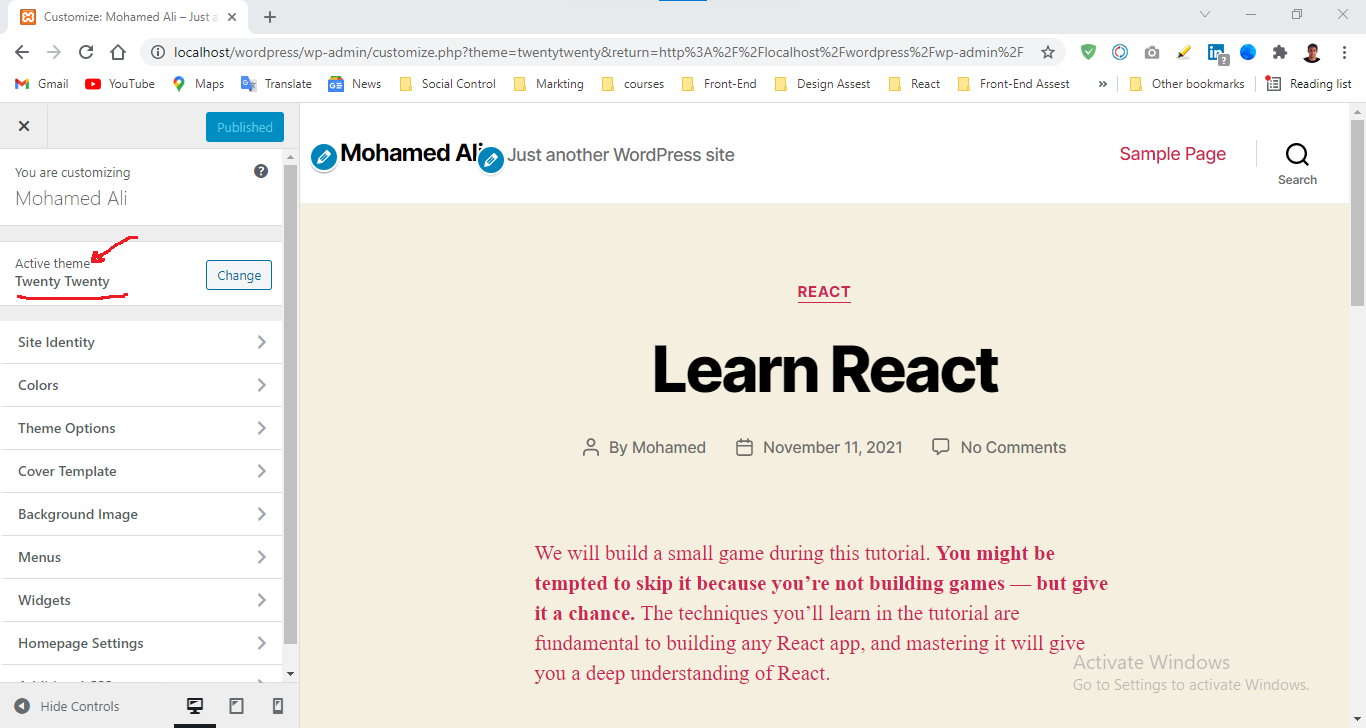 Customize: Mohamed Ali – Just a
localhost/wordpress/wp-admin/customize.php?theme=twentytwenty&return=http%3A%2F%2Flocalhost%2Fwordpress%2Fwp-admin%2F
Gmail YouTube Maps Translate News Social Control Markting courses Front-End Design Assest React Front-End Assest » Other bookmarks Reading list
Published
You are customizing
Mohamed Ali
Active theme
Twenty Twenty
Change
Site Identity
Colors
Theme Options
Cover Template
Background Image
Menus
Widgets
Homepage Settings
Hide Controls
Mohamed Ali
Just another WordPress site
Sample Page
Search
REACT
Learn React
By Mohamed November 11, 2021 No Comments
We will build a small game during this tutorial. You might be
tempted to skip it because you’re not building games — but give
it a chance. The techniques you’ll learn in the tutorial are
fundamental to building any React app, and mastering it will give
you a deep understanding of React.
Activate Windows
Go to Settings to activate Windows.